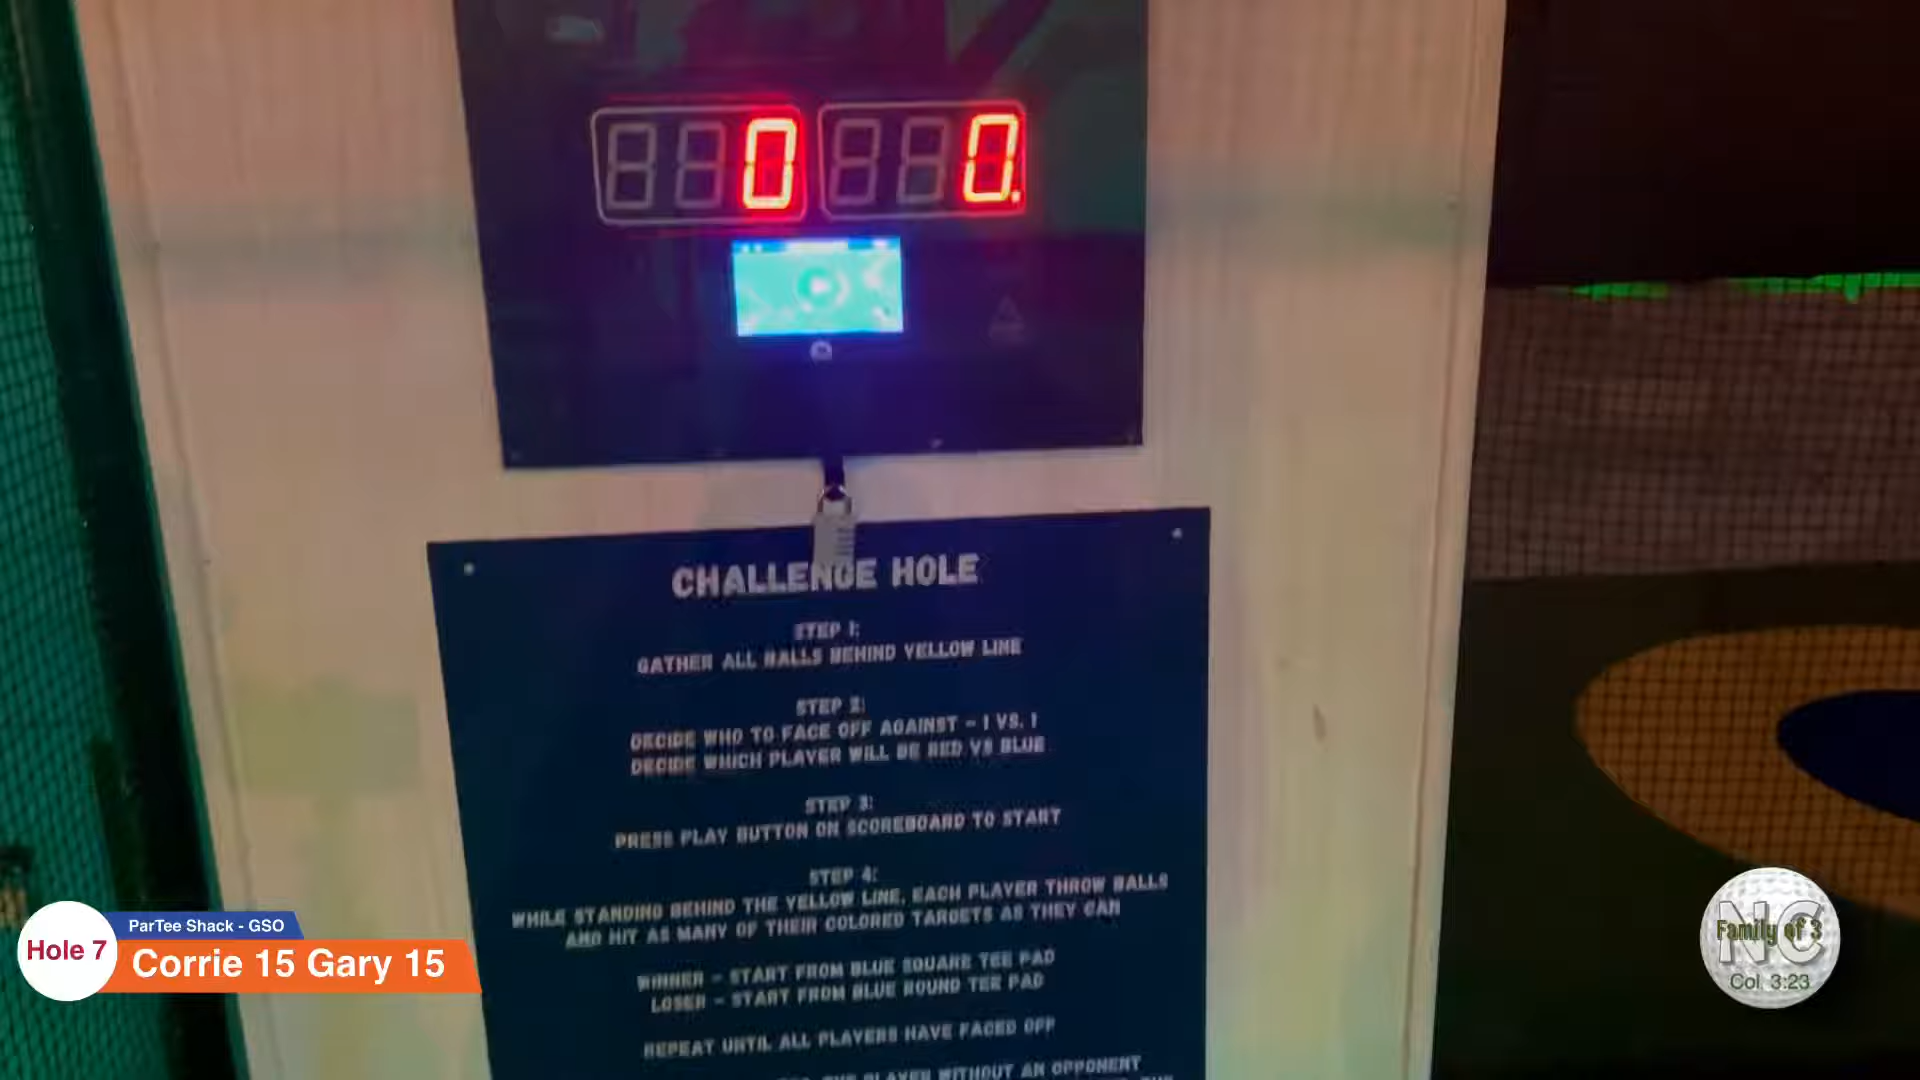 0 0.
CHALLENGE HOLE
STEP 1:
GATHER ALL BALLS BEHIND YELLOW LINE
STEP 2:
DECIDE WHO TO FACE OFF AGAINST - 1 VS. 1
DECIDE WHICH PLAYER WILL BE RED VS BLUE
STEP 3:
PRESS PLAY BUTTON ON SCOREBOARD TO START
STEP 4:
WHILE STANDING BEHIND THE YELLOW LINE, EACH PLAYER THROW BALLS
AND HIT AS MANY OF THEIR COLORED TARGETS AS THEY CAN
WINNER - START FROM BLUE SQUARE TEE PAD
LOSER - START FROM BLUE ROUND TEE PAD
REPEAT UNTIL ALL PLAYERS HAVE FACED OFF
PLAYER WITHOUT AN OPPONENT
Hole 7
ParTee Shack - GSO
Corrie 15 Gary 15
NC
Family of 3
Col. 3:23